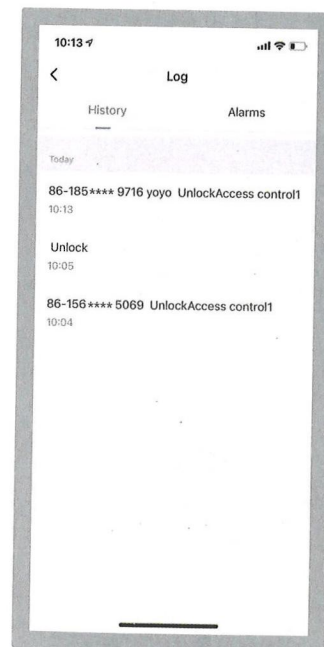 10:13
Log
History Alarms
Today
86-185**** 9716 yoyo UnlockAccess control1
10:13
Unlock
10:05
86-156**** 5069 UnlockAccess control1
10:04